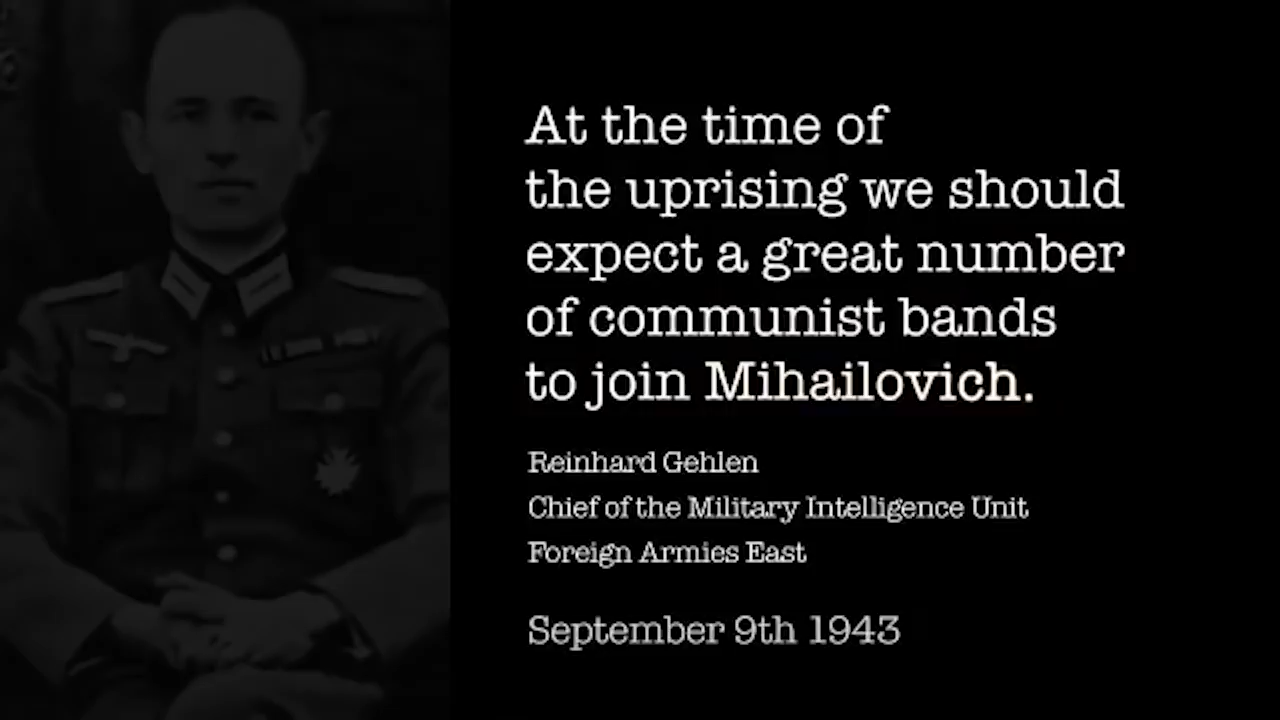 At the time of
the uprising we should
expect a great number
of communist bands
to join Mihailovich.
Reinhard Gehlen
Chief of the Military Intelligence Unit
Foreign Armies East
September 9th 1943